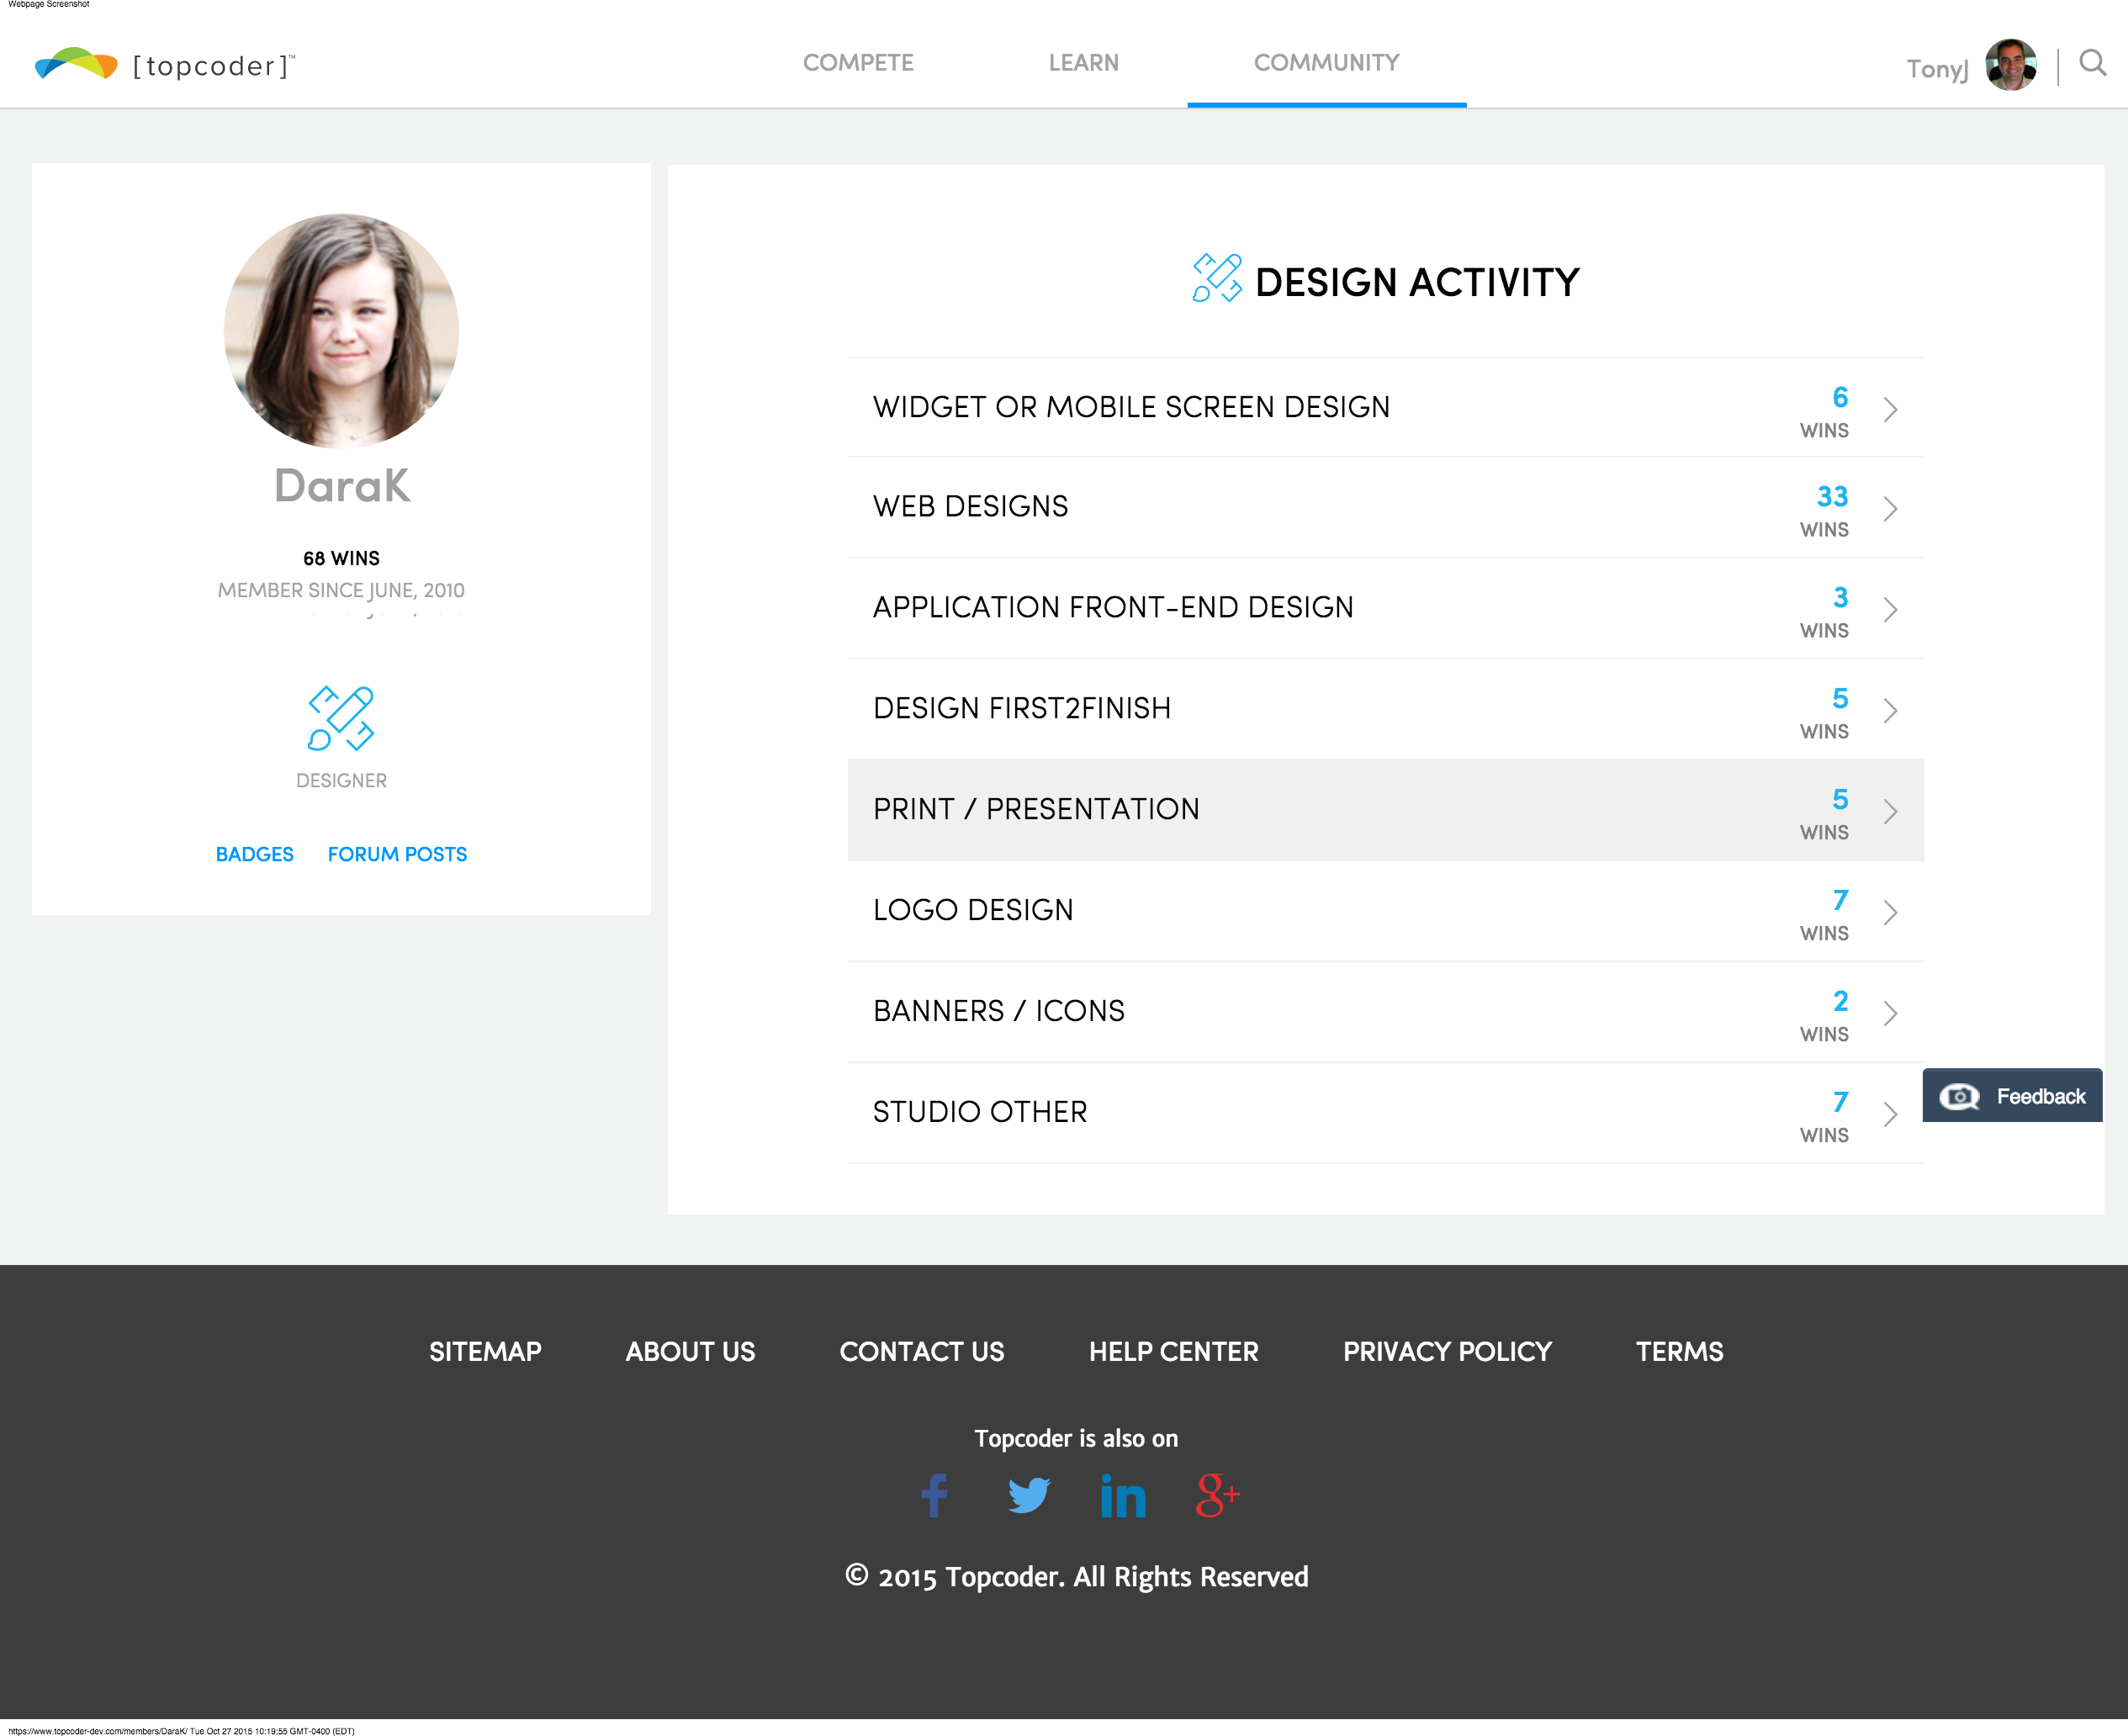 Webpage Screenshot
[topcoder]™
COMPETE LEARN COMMUNITY
TonyJ
DaraK
68 WINS
MEMBER SINCE JUNE, 2010
DESIGNER
BADGES FORUM POSTS
DESIGN ACTIVITY
WIDGET OR MOBILE SCREEN DESIGN
6
WINS
WEB DESIGNS
33
WINS
APPLICATION FRONT-END DESIGN
3
WINS
DESIGN FIRST2FINISH
5
WINS
PRINT / PRESENTATION
5
WINS
LOGO DESIGN
7
WINS
BANNERS / ICONS
2
WINS
STUDIO OTHER
7
WINS
Feedback
SITEMAP ABOUT US CONTACT US HELP CENTER PRIVACY POLICY TERMS
Topcoder is also on
© 2015 Topcoder. All Rights Reserved
https://www.topcoder-dev.com/members/DaraK/ Tue Oct 27 2015 10:19:55 GMT-0400 (EDT)